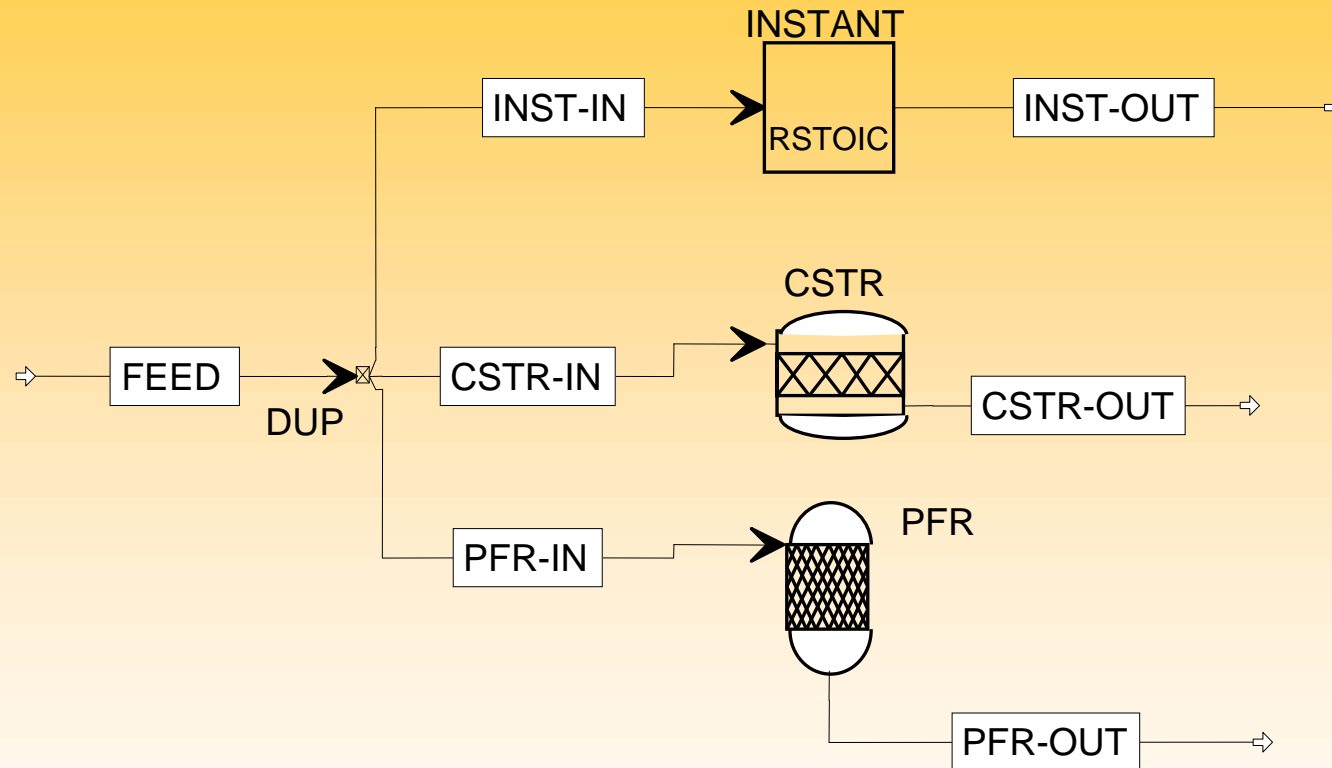 INSTANT
INST-IN
RSTOIC
INST-OUT
CSTR
FEED
DUP
CSTR-IN
CSTR-OUT
PFR
PFR-IN
PFR-OUT